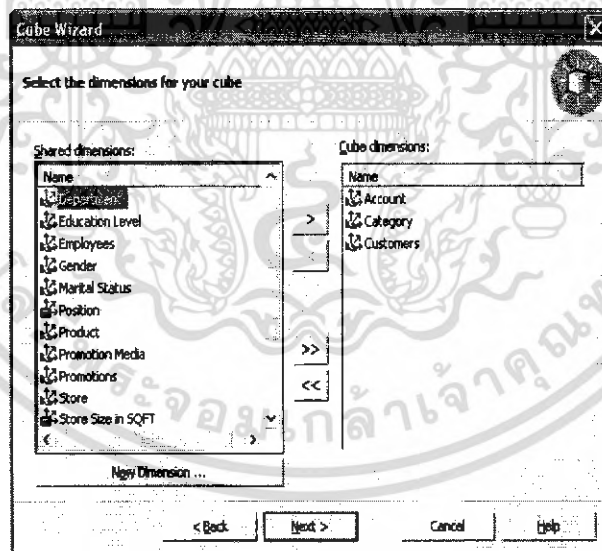 Cube Wizard
Select the dimensions for your cube
Shared dimensions:
Name
Department
Education Level
Employees
Gender
Marital Status
Position
Product
Promotion Media
Promotions
Store
Store Size in SQFT
New Dimension ...
>
<
>>
<<
Cube dimensions:
Name
Account
Category
Customers
< Back
Next >
Cancel
Help